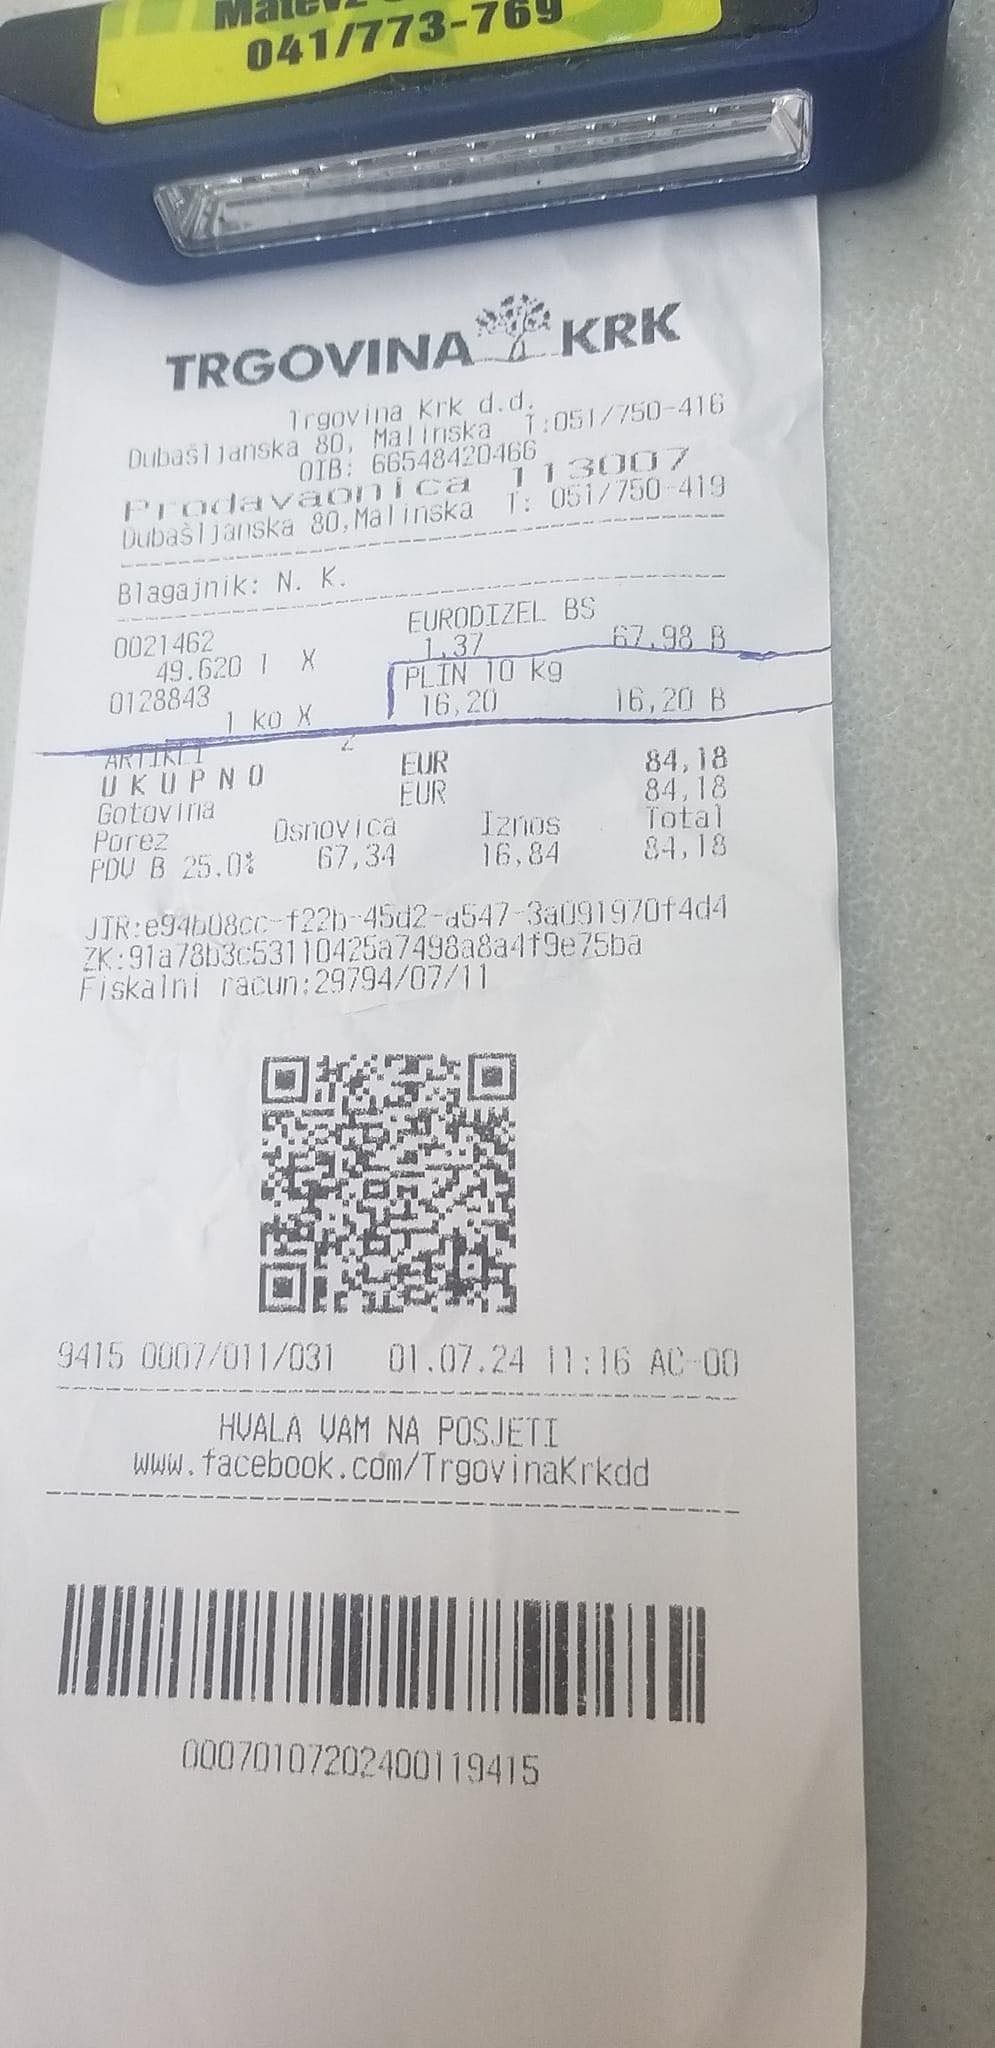 041/773-769
TRGOVINA KRK
Trgovina Krk d.d.
Dubašljanska 80, Malinska T:051/750-416
OIB: 66548420466
Prodavaonica 113007
Dubašljanska 80,Malinska T: 051/750-419
Blagajnik: N. K.
0021462 EURODIZEL BS
49.620 l X 1,37 67,98 B
0128843 PLIN 10 kg
1 ko X 16,20 16,20 B
ARTIKLI 2
UKUPNO EUR 84,18
Gotovina EUR 84,18
Porez Osnovica Iznos Total
PDV B 25.0% 67,34 16,84 84,18
JIR:e94b08cc-f22b-45d2-a547-3a091970f4d4
ZK:91a78b3c53110425a7498a8a4f9e75ba
Fiskalni racun:29794/07/11
9415 0007/011/031 01.07.24 11:16 AC-00
HVALA VAM NA POSJETI
www.facebook.com/TrgovinaKrkdd
00070107202400119415